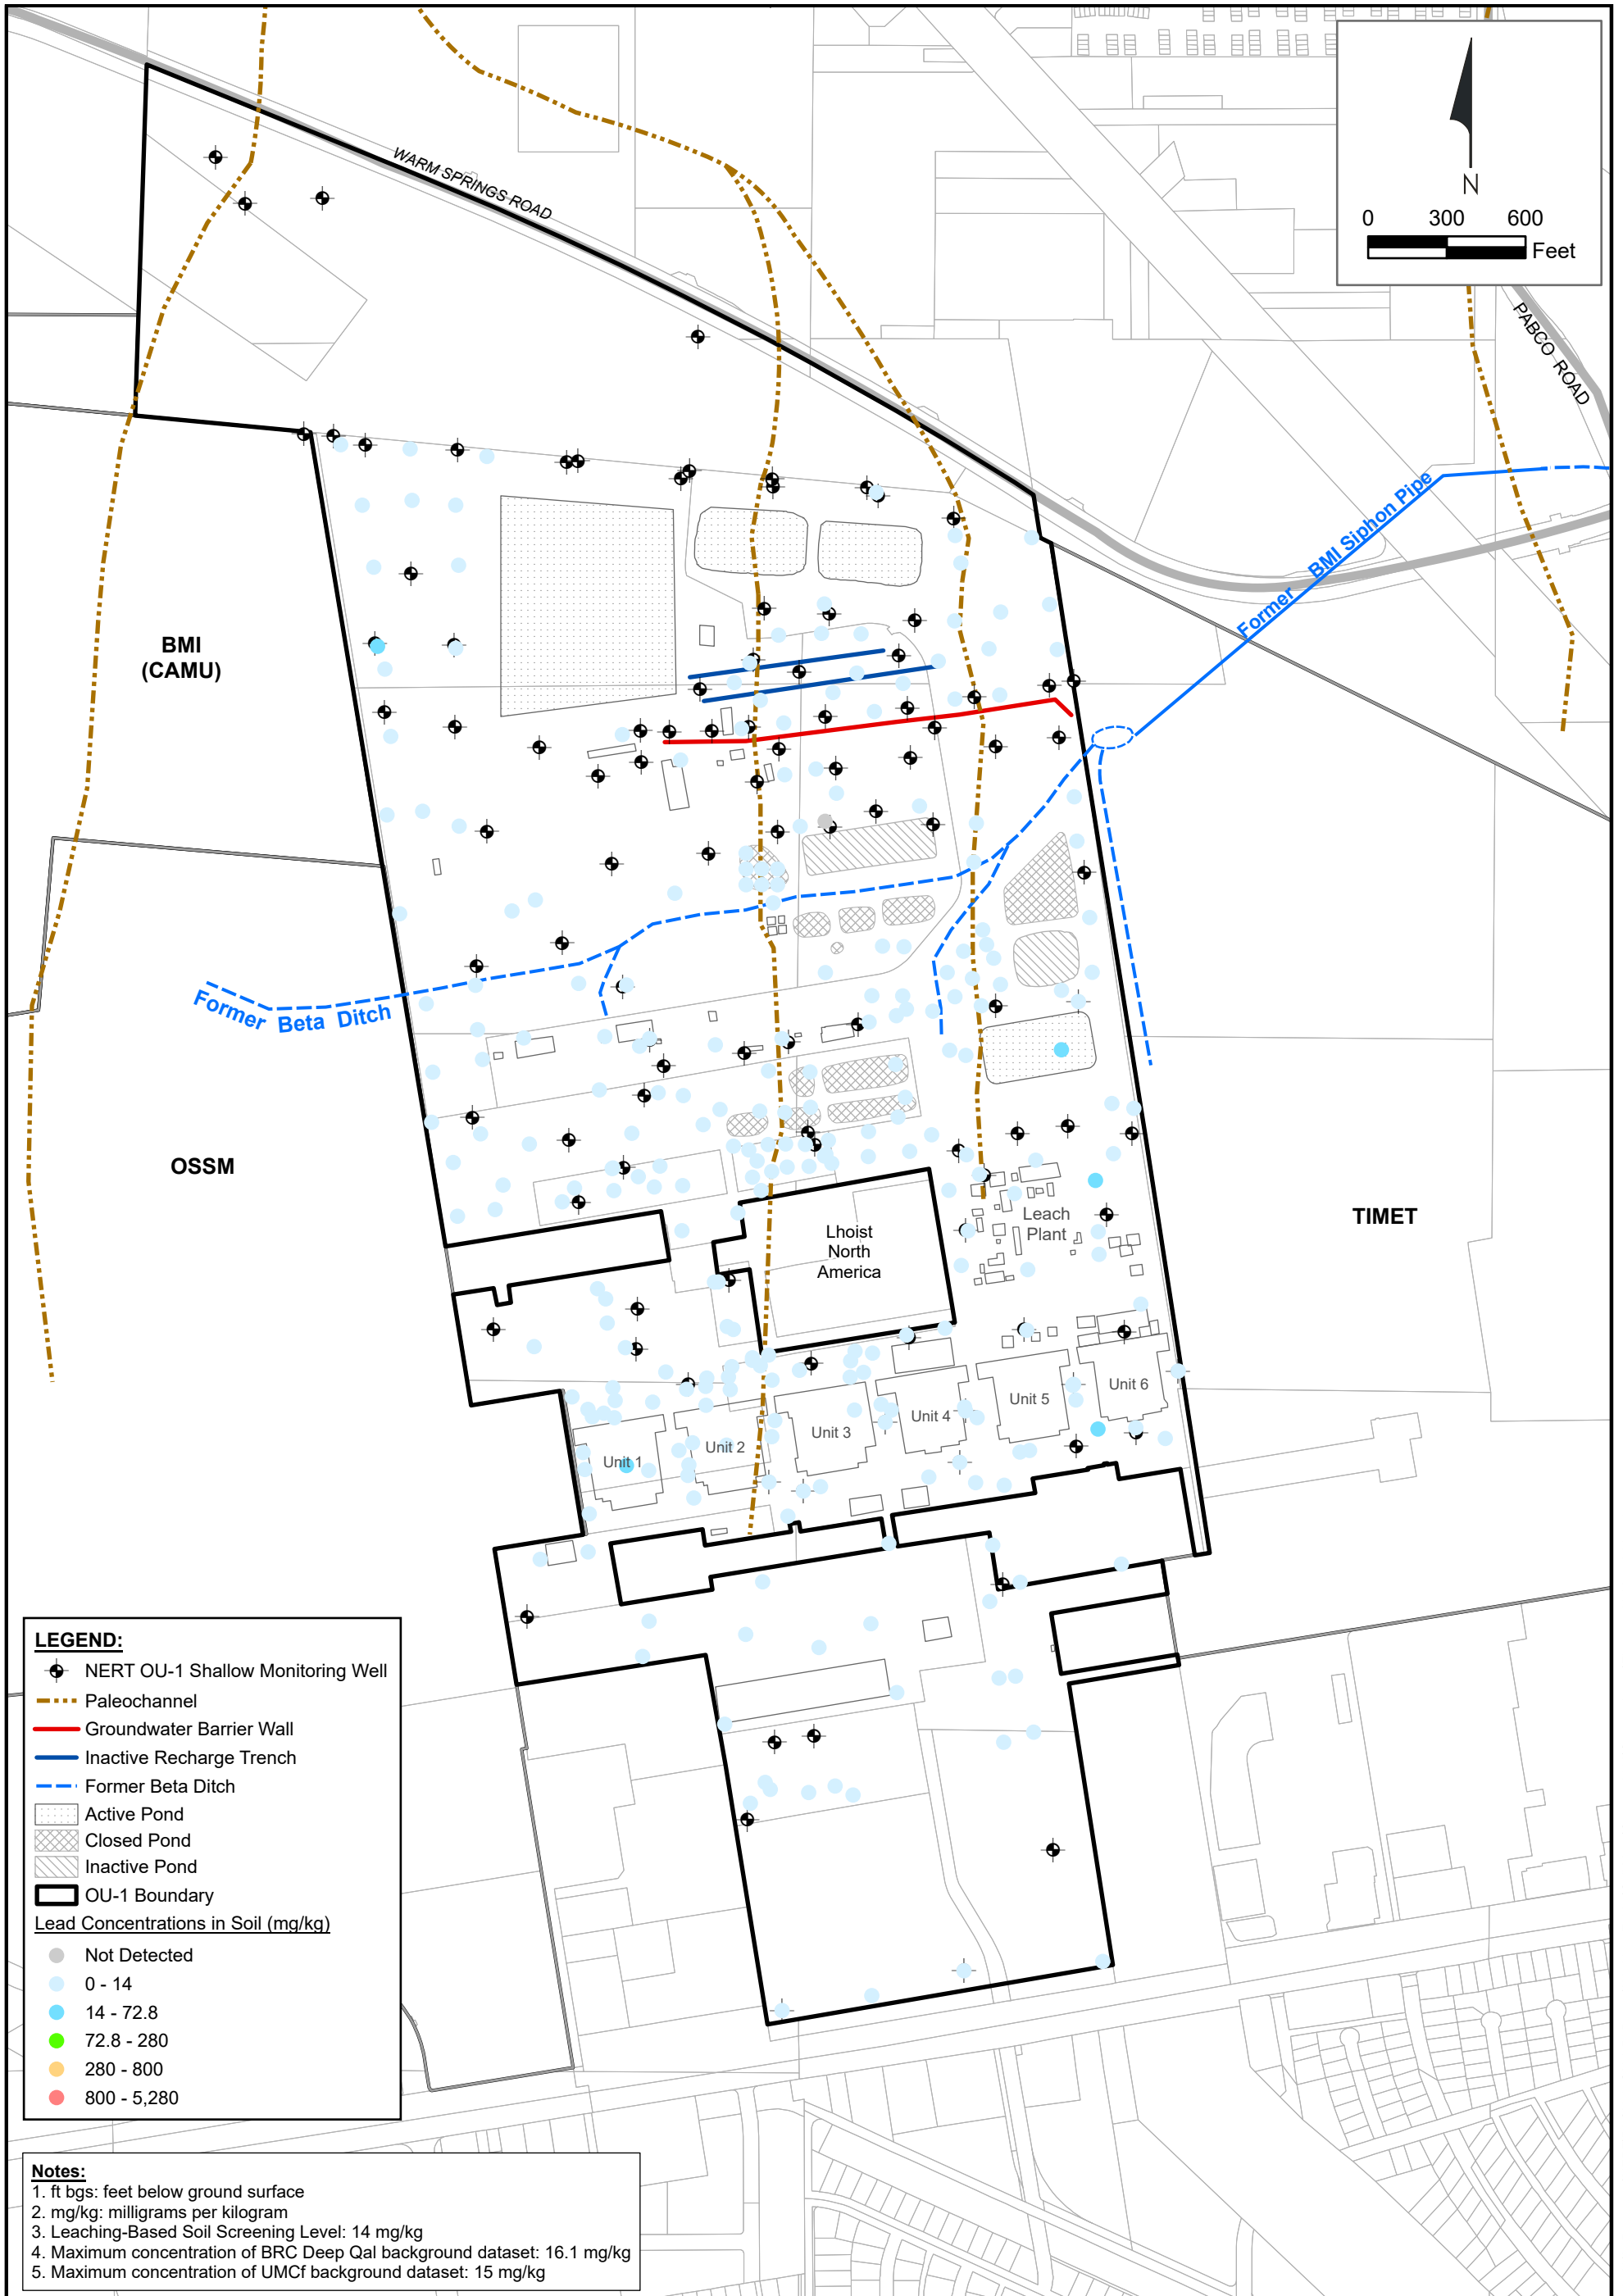 WARM SPRINGS ROAD
N
0 300 600
Feet
PABCO ROAD
Former BMI Siphon Pipe
BMI
(CAMU)
Former Beta Ditch
OSSM
TIMET
Lhoist
North
America
Leach
Plant
Unit 1
Unit 2
Unit 3
Unit 4
Unit 5
Unit 6
LEGEND:
NERT OU-1 Shallow Monitoring Well
Paleochannel
Groundwater Barrier Wall
Inactive Recharge Trench
Former Beta Ditch
Active Pond
Closed Pond
Inactive Pond
OU-1 Boundary
Lead Concentrations in Soil (mg/kg)
Not Detected
0 - 14
14 - 72.8
72.8 - 280
280 - 800
800 - 5,280
Notes:
1. ft bgs: feet below ground surface
2. mg/kg: milligrams per kilogram
3. Leaching-Based Soil Screening Level: 14 mg/kg
4. Maximum concentration of BRC Deep Qal background dataset: 16.1 mg/kg
5. Maximum concentration of UMCf background dataset: 15 mg/kg